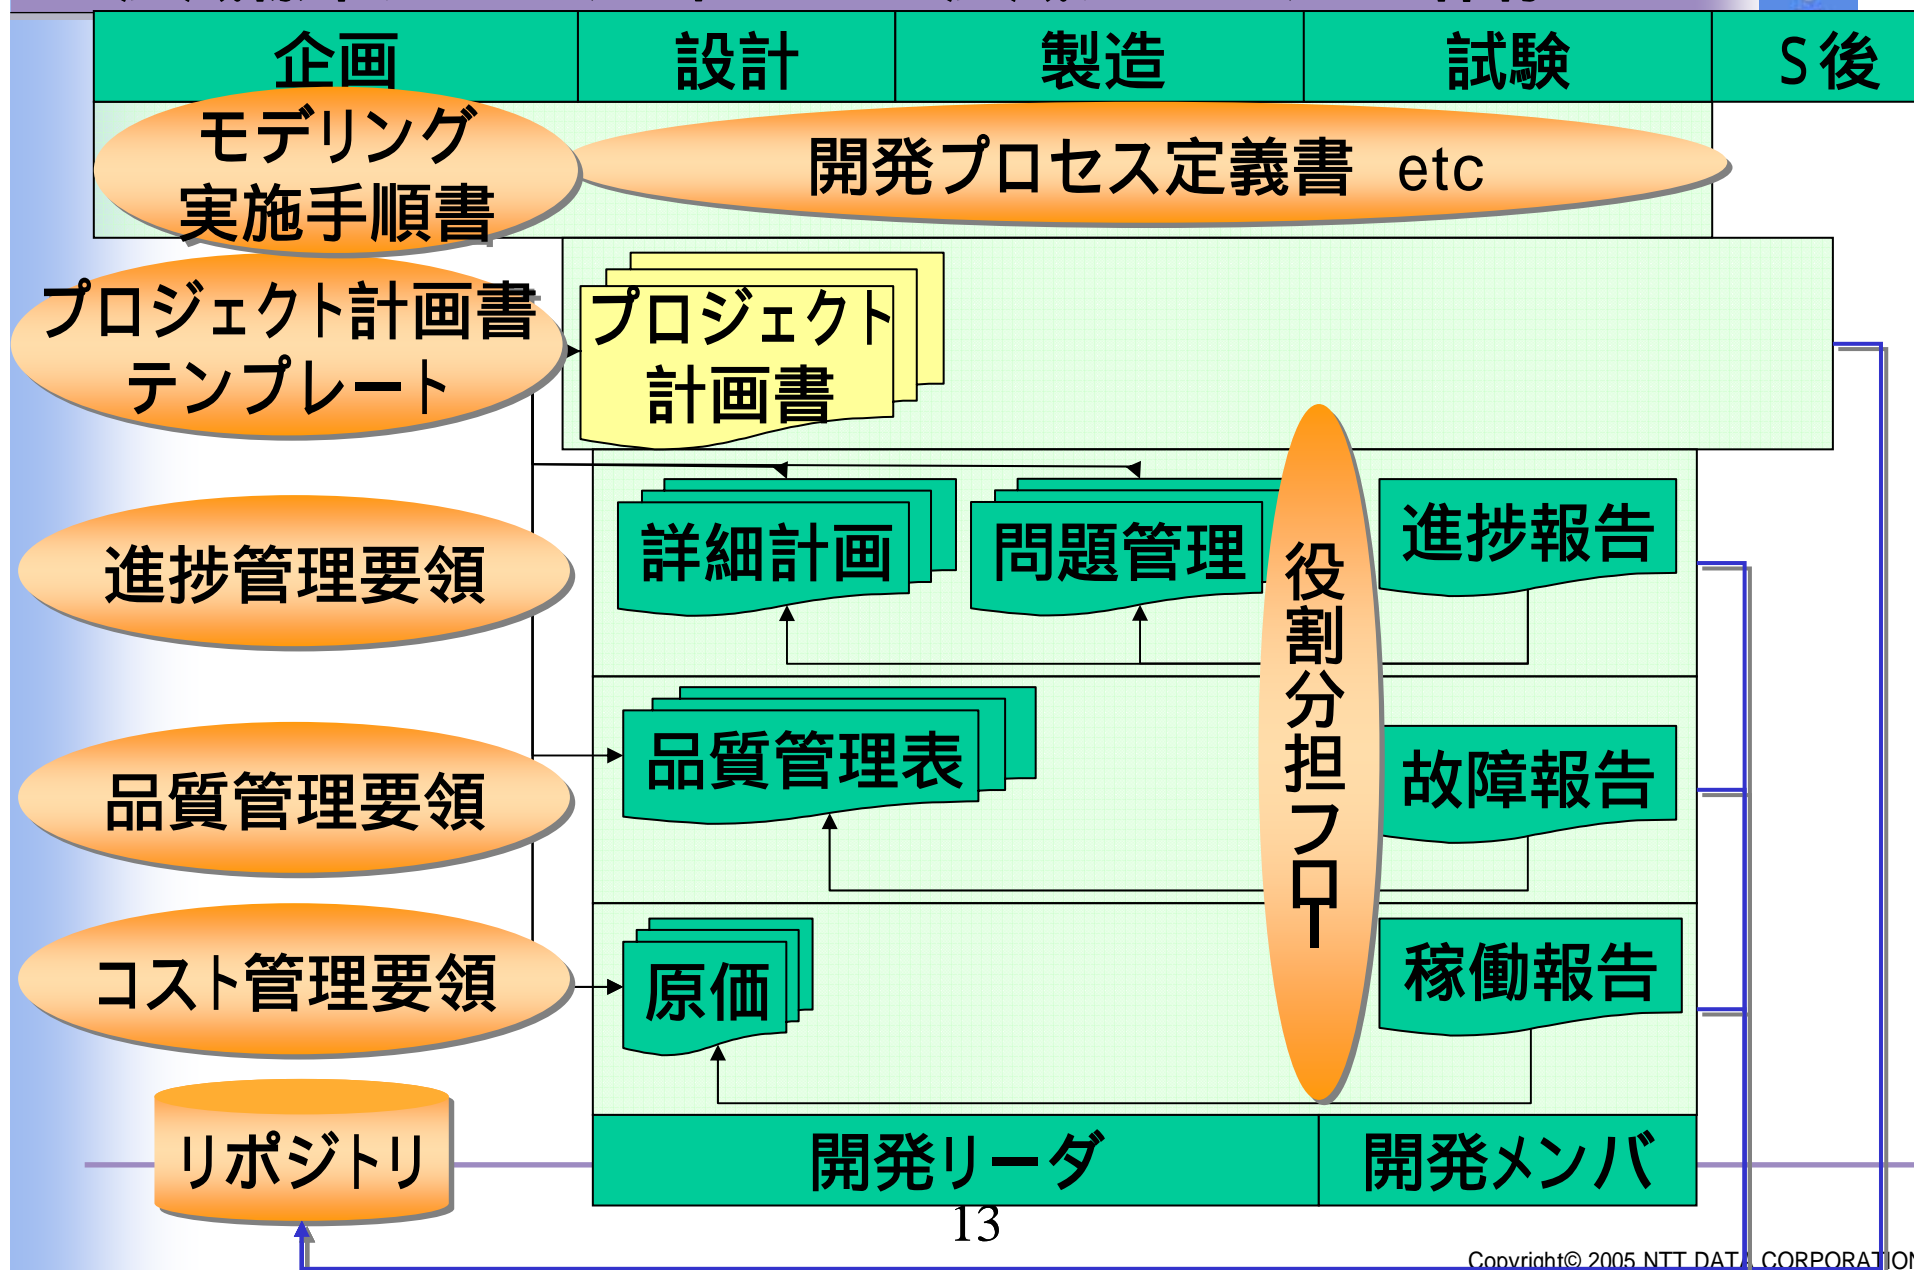 企画 設計 製造 試験 S後
モデリング
実施手順書
開発プロセス定義書 etc
プロジェクト計画書
テンプレート
プロジェクト
計画書
進捗管理要領
詳細計画
問題管理
進捗報告
役割分担フロー
品質管理要領
品質管理表
故障報告
コスト管理要領
原価
稼働報告
リポジトリ
開発リーダ
開発メンバ
13
Copyright© 2005 NTT DATA CORPORATION